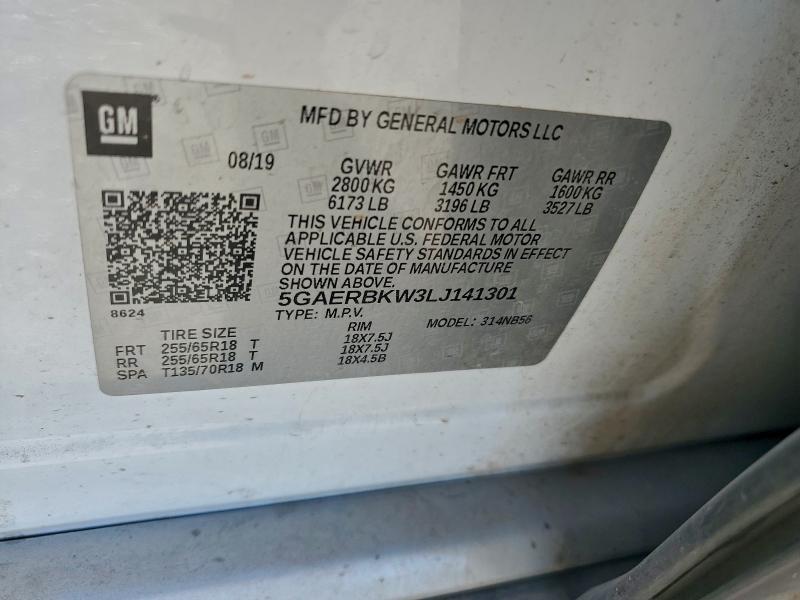 GM
MFD BY GENERAL MOTORS LLC
08/19 GVWR GAWR FRT GAWR RR
2800 KG 1450 KG 1600 KG
6173 LB 3196 LB 3527 LB
THIS VEHICLE CONFORMS TO ALL
APPLICABLE U.S. FEDERAL MOTOR
VEHICLE SAFETY STANDARDS IN EFFECT
ON THE DATE OF MANUFACTURE
SHOWN ABOVE.
8624 5GAERBKW3LJ141301
TYPE: M.P.V. MODEL: 314NB56
TIRE SIZE RIM
FRT 255/65R18 T 18X7.5J
RR 255/65R18 T 18X7.5J
SPA T135/70R18 M 18X4.5B